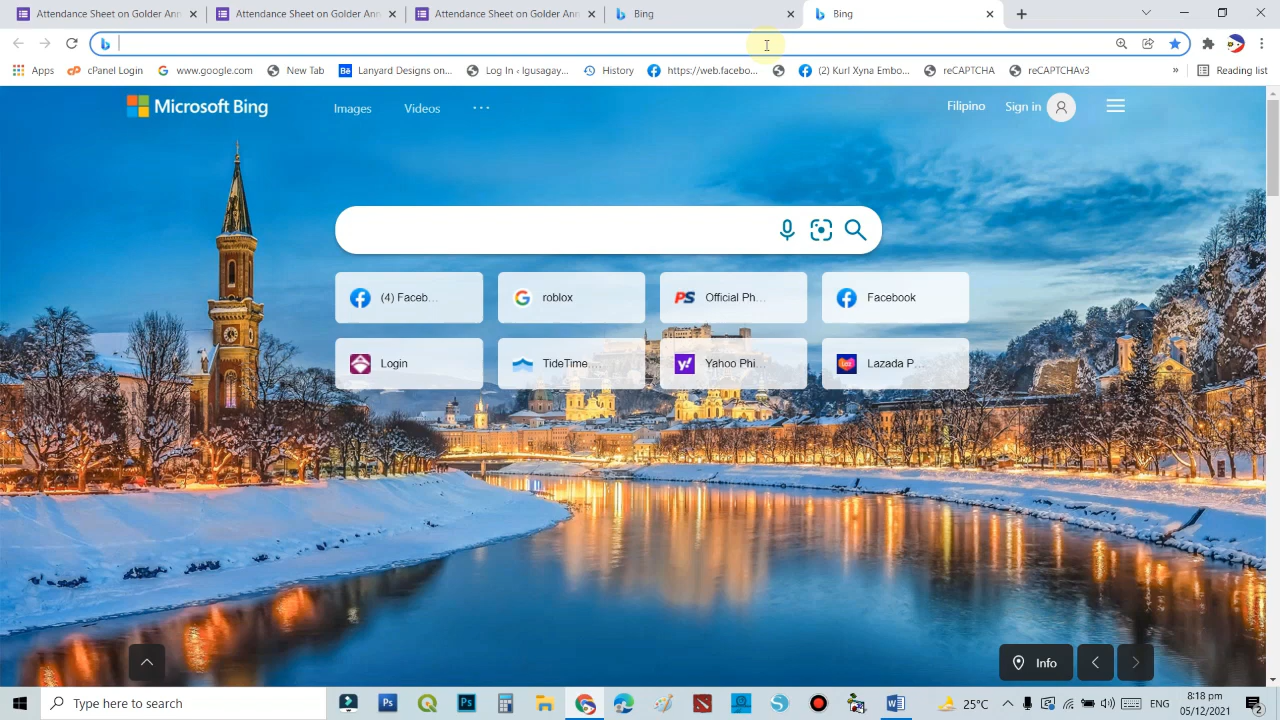 Attendance Sheet on Golder Ann
Attendance Sheet on Golder Ann
Attendance Sheet on Golder Ann
Bing
Bing
Apps
cPanel Login
www.google.com
New Tab
Lanyard Designs on...
Log In ‹ Igusagay...
History
https://web.facebo...
(2) Kurl Xyna Embo...
reCAPTCHA
reCAPTCHAv3
»
Reading list
Microsoft Bing
Images
Videos
...
Filipino
Sign in
(4) Faceb...
roblox
PS Official Ph...
Facebook
Login
TideTime....
Yahoo Phi...
Lazada P...
Info
Type here to search
25°C
ENG
8:18 pm
05/12/2021
2